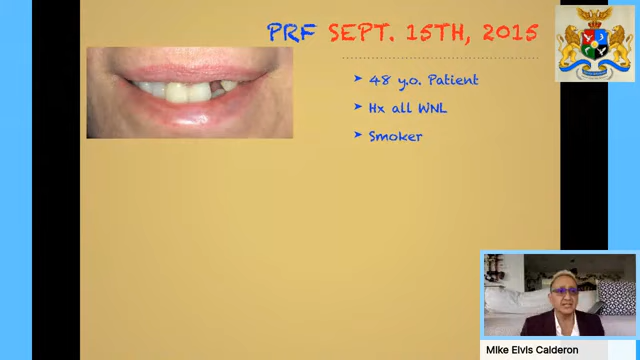 PRF SEPT. 15TH, 2015
➤ 48 y.o. Patient
➤ Hx all WNL
➤ Smoker
Mike Elvis Calderon